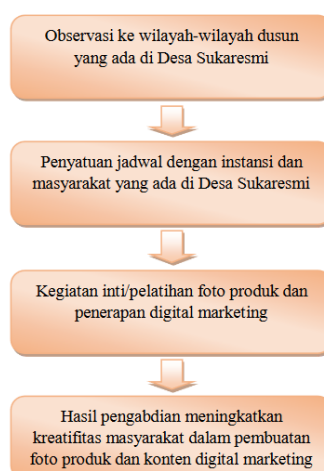 Observasi ke wilayah-wilayah dusun
yang ada di Desa Sukaresmi
Penyatuan jadwal dengan instansi dan
masyarakat yang ada di Desa Sukaresmi
Kegiatan inti/pelatihan foto produk dan
penerapan digital marketing
Hasil pengabdian meningkatkan
kreatifitas masyarakat dalam pembuatan
foto produk dan konten digital marketing